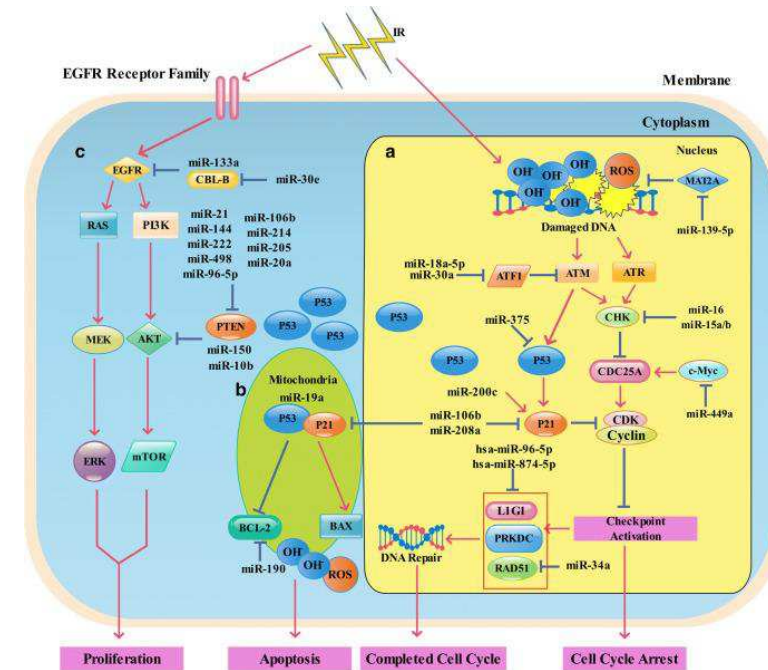 IR
EGFR Receptor Family
Membrane
Cytoplasm
c
a
Nucleus
miR-133a
EGFR
CBL-B
miR-30e
OH-
OH-
OH-
OH-
OH-
ROS
MAT2A
miR-139-5p
Damaged DNA
RAS
PI3K
miR-21
miR-144
miR-222
miR-498
miR-96-5p
miR-106b
miR-214
miR-205
miR-20a
miR-18a-5p
miR-30a
ATF1
ATM
ATR
P53
P53
P53
P53
PTEN
miR-150
miR-10b
MEK
AKT
miR-375
CHK
miR-16
miR-15a/b
P53
P53
CDC25A
c-Myc
miR-449a
b
Mitochondria
miR-19a
P53
P21
miR-200c
miR-106b
miR-208a
P21
CDK
Cyclin
hsa-miR-96-5p
hsa-miR-874-5p
ERK
mTOR
BCL-2
BAX
miR-190
OH-
OH-
ROS
DNA Repair
LIGI
PRKDC
RAD51
miR-34a
Checkpoint
Activation
Proliferation
Apoptosis
Completed Cell Cycle
Cell Cycle Arrest